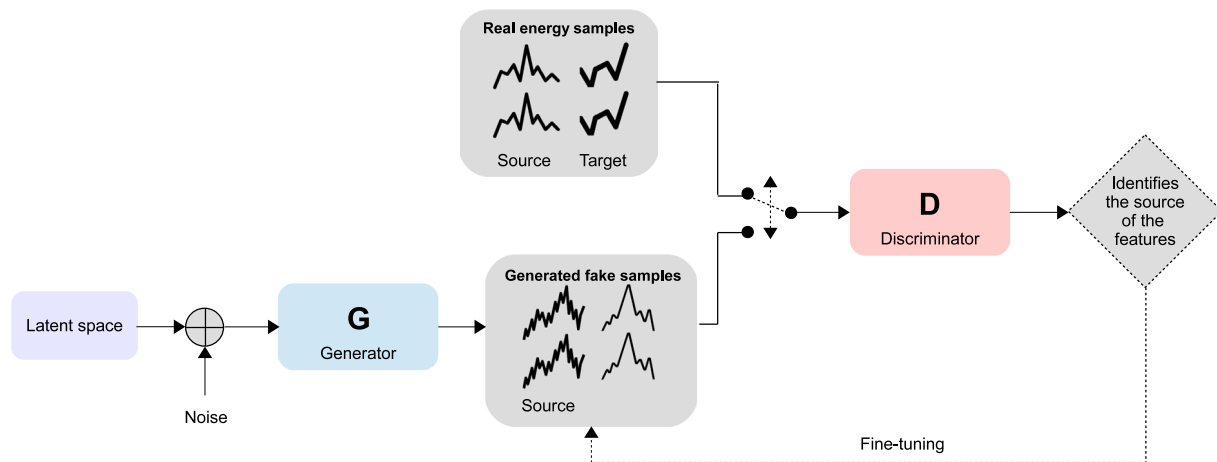 Real energy samples
Source Target
Identifies
the source
of the
features
D
Discriminator
Generated fake samples
Latent space
G
Generator
Source
Noise
Fine-tuning